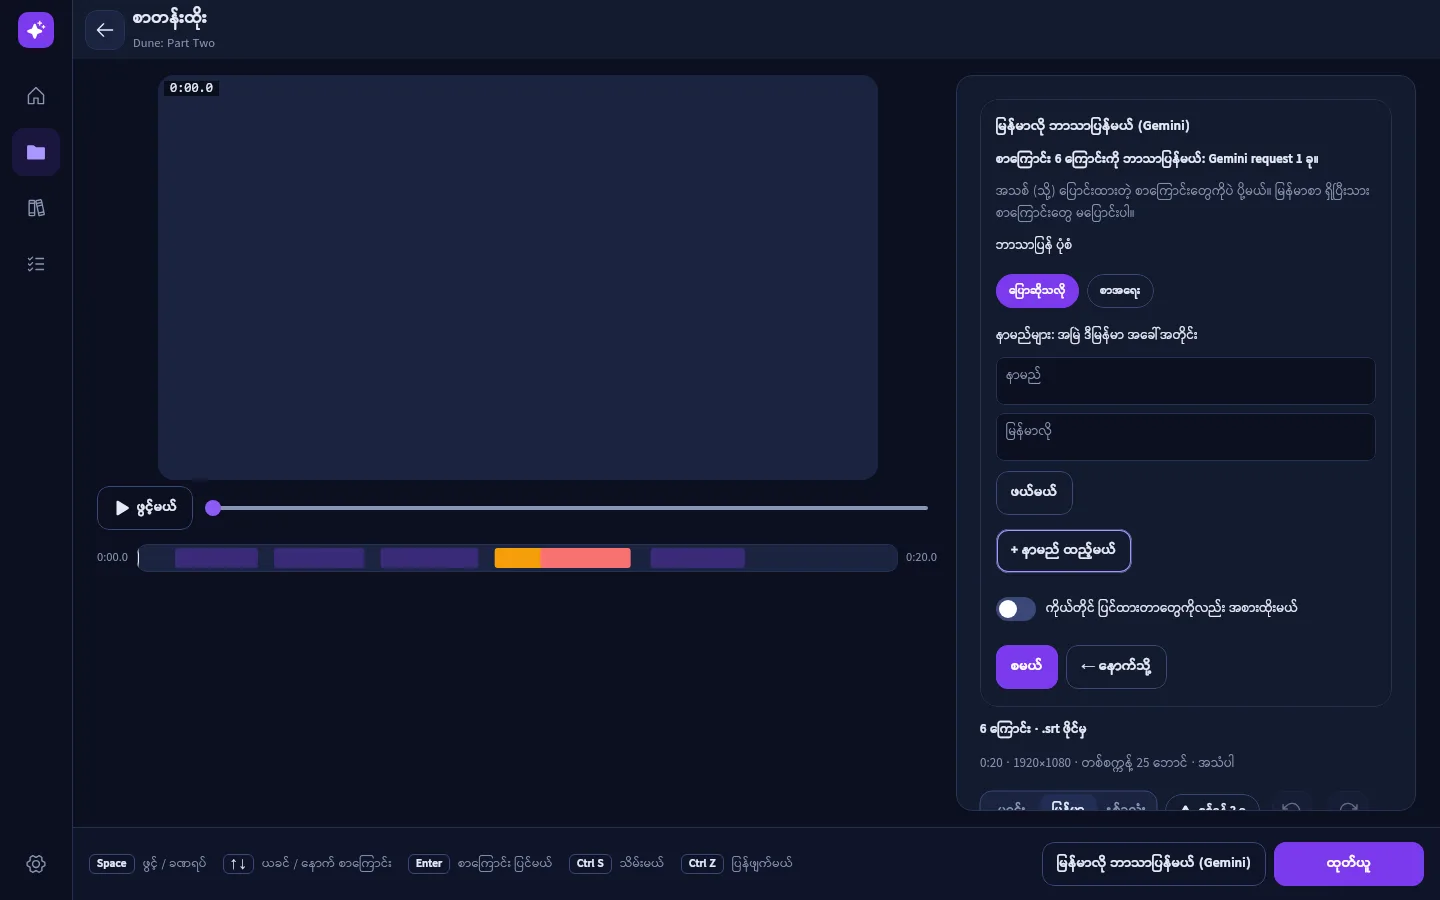 စာတန်းထိုး
Dune: Part Two
0:00.0
ဖွင့်မယ်
0:00.0
0:20.0
မြန်မာလို ဘာသာပြန်မယ် (Gemini)
စာကြောင်း 6 ကြောင်းကို ဘာသာပြန်မယ်: Gemini request 1 ခု။
အသစ် (သို့) ပြောင်းထားတဲ့ စာကြောင်းတွေကိုပဲ ပို့မယ်။ မြန်မာစာ ရှိပြီးသား
စာကြောင်းတွေ မပြောင်းပါ။
ဘာသာပြန် ပုံစံ
ပြောဆိုသလို
စာအရေး
နာမည်များ: အမြဲ ဒီမြန်မာ အခေါ်အတိုင်း
နာမည်
မြန်မာလို
ဖယ်မယ်
+ နာမည် ထည့်မယ်
ကိုယ်တိုင် ပြင်ထားတာတွေကိုလည်း အစားထိုးမယ်
စမယ်
← နောက်သို့
6 ကြောင်း - .srt ဖိုင်မှ
0:20 · 1920×1080 · တစ်စက္ကန့် 25 ဘောင် · အသံပါ
မြန်မာ
Space ဖွင့် / ခဏရပ်
↑↓ ယခင် / နောက် စာကြောင်း
Enter စာကြောင်း ပြင်မယ်
Ctrl S သိမ်းမယ်
Ctrl Z ပြန်ဖျက်မယ်
မြန်မာလို ဘာသာပြန်မယ် (Gemini)
ထုတ်ယူ